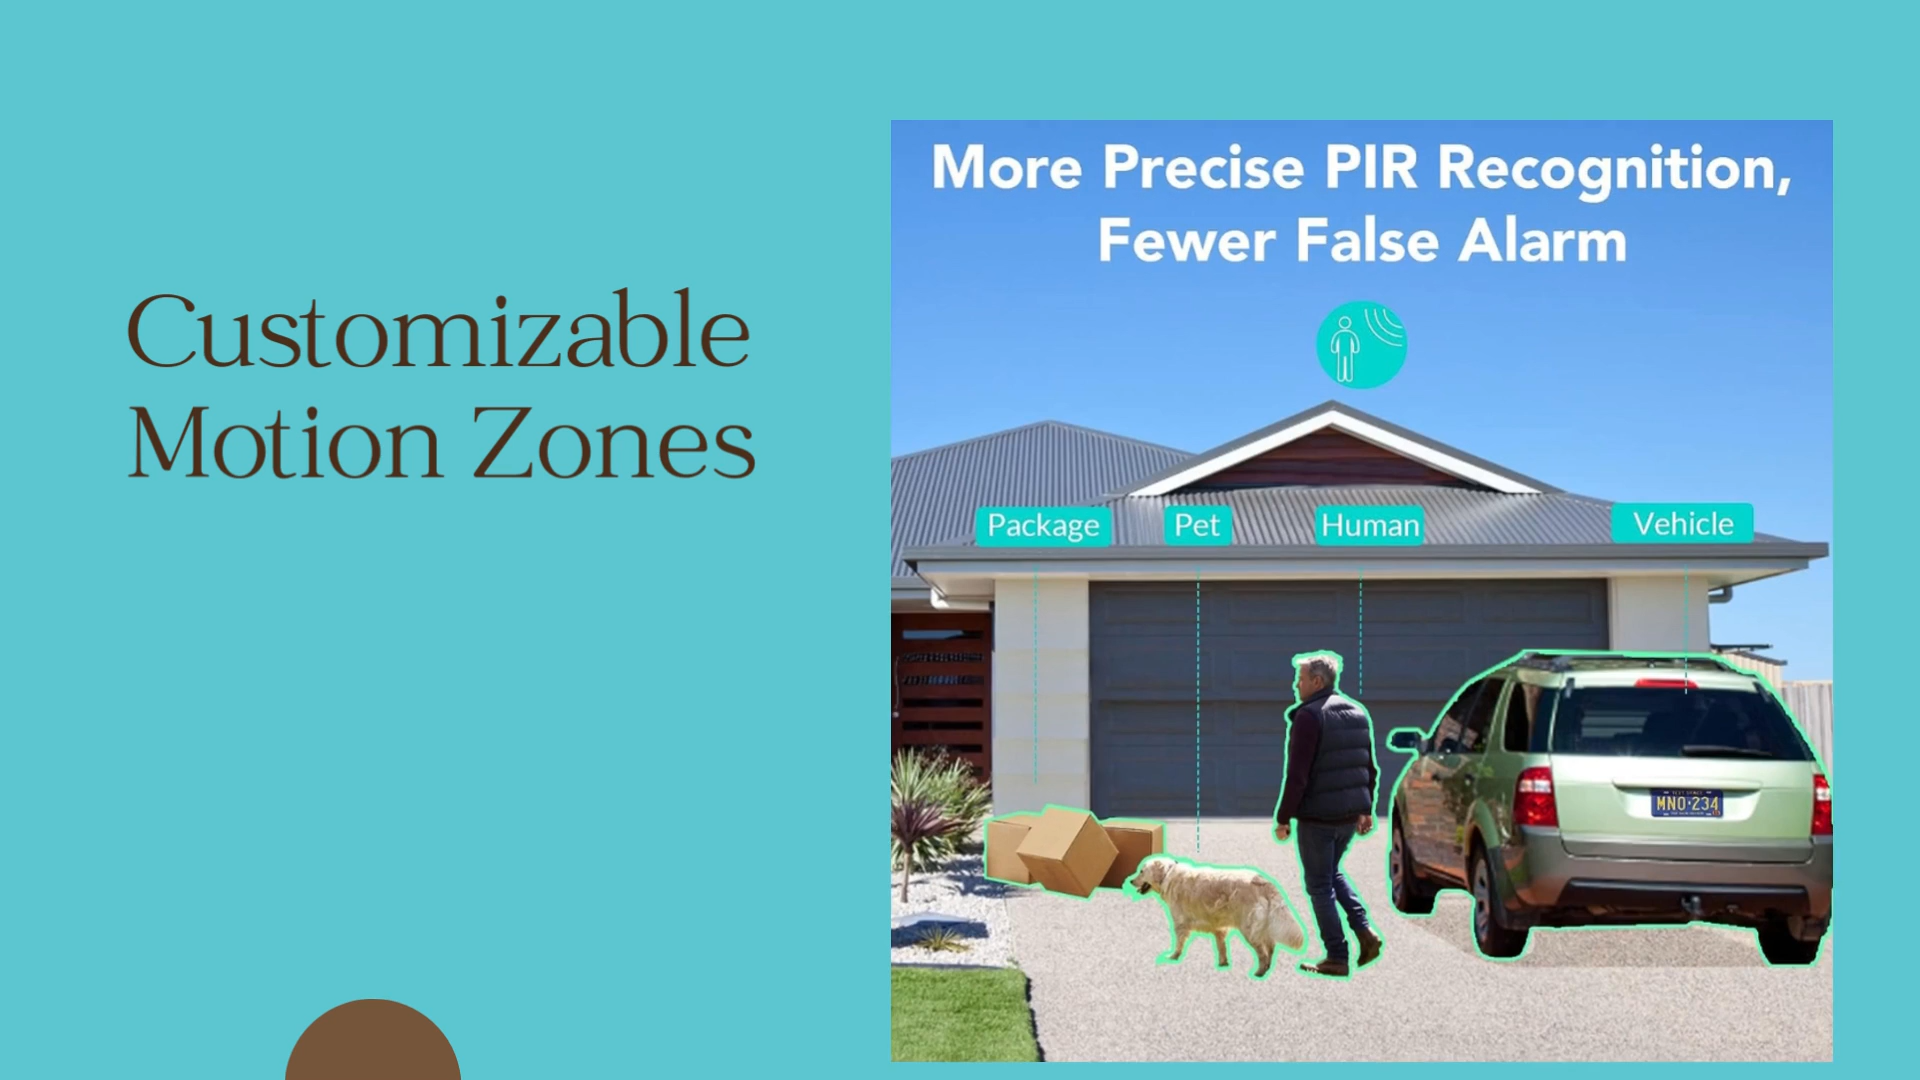 Customizable
Motion Zones
More Precise PIR Recognition,
Fewer False Alarm
Package
Pet
Human
Vehicle
MNO·234